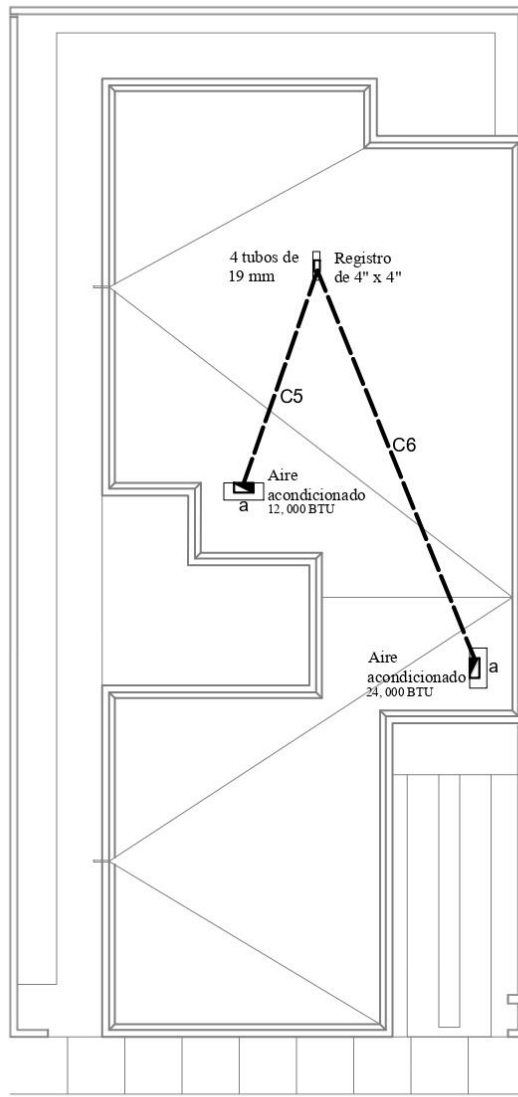 4 tubos de
19 mm
Registro
de 4" x 4"
C5
C6
Aire
acondicionado
12, 000 BTU
a
Aire
acondicionado
24, 000 BTU
a